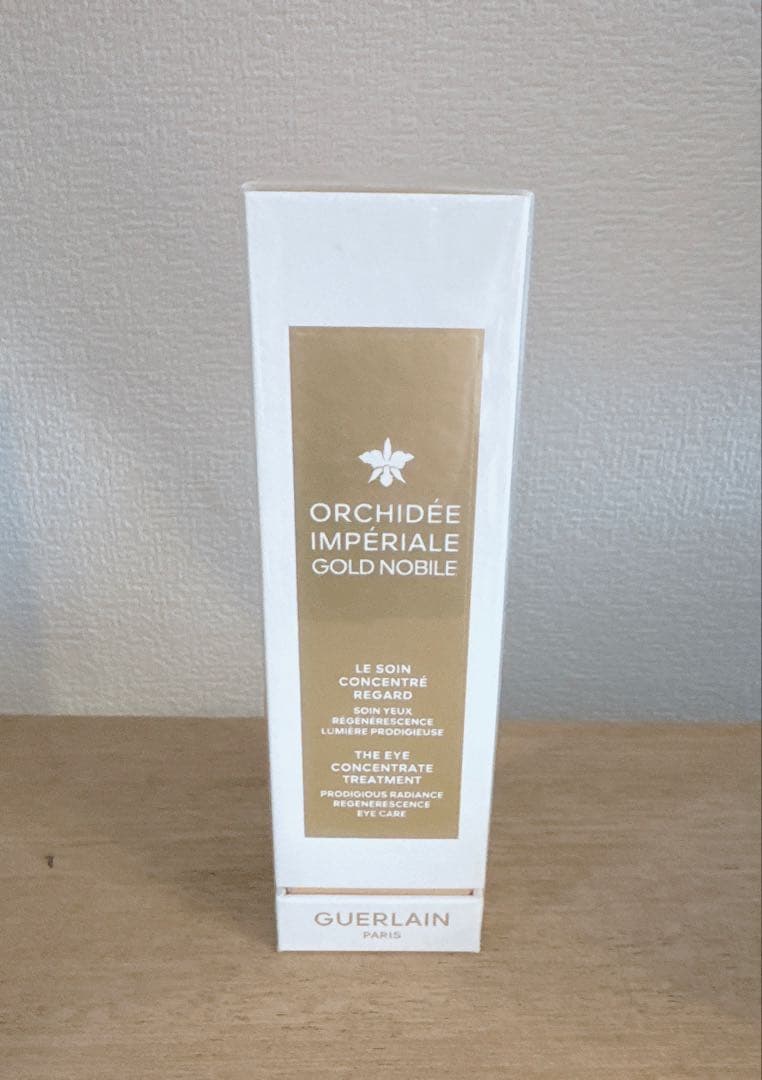 ORCHIDÉE
IMPÉRIALE
GOLD NOBILE
LE SOIN
CONCENTRÉ
REGARD
SOIN YEUX
RÉGÉNÉRESCENCE
LUMIÈRE PRODIGIEUSE
THE EYE
CONCENTRATE
TREATMENT
PRODIGIOUS RADIANCE
REGENERESCENCE
EYE CARE
GUERLAIN
PARIS